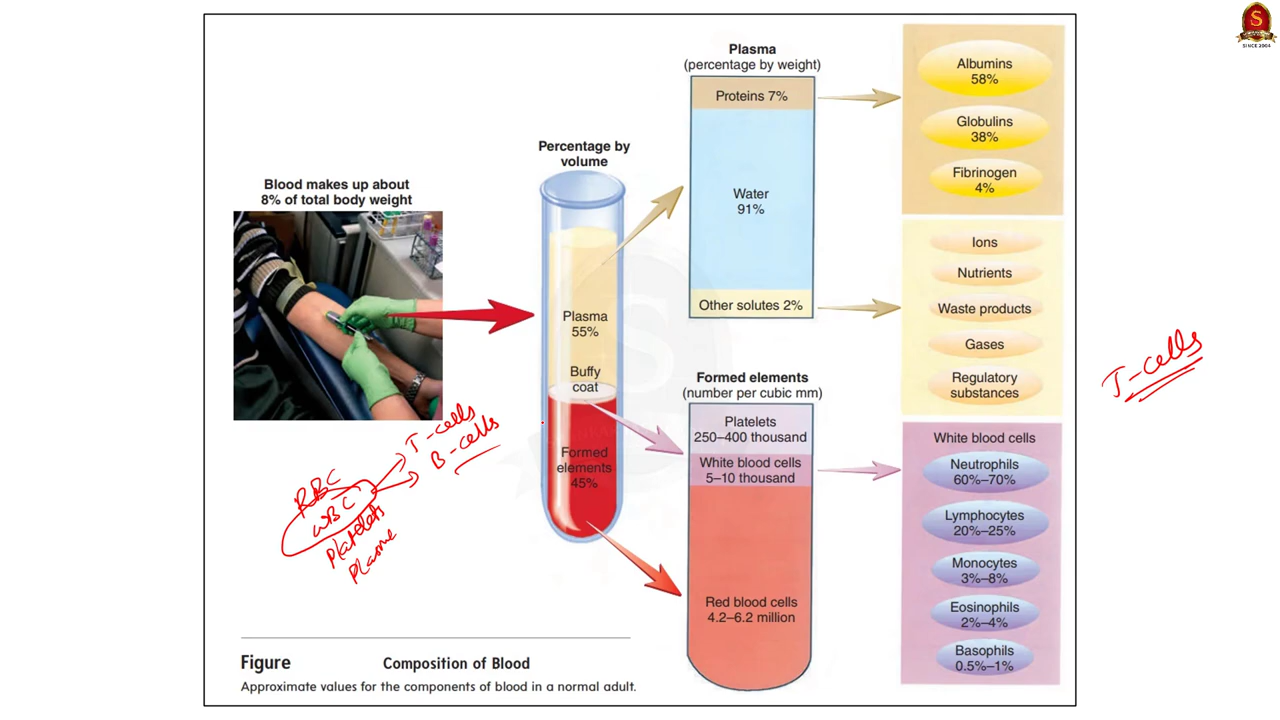 S
SINCE 2004
Plasma
(percentage by weight)
Proteins 7%
Water
91%
Other solutes 2%
Albumins
58%
Globulins
38%
Fibrinogen
4%
Ions
Nutrients
Waste products
Gases
Regulatory
substances
Percentage by
volume
Blood makes up about
8% of total body weight
Plasma
55%
Buffy
coat
Formed
elements
45%
Formed elements
(number per cubic mm)
Platelets
250–400 thousand
White blood cells
5–10 thousand
Red blood cells
4.2–6.2 million
White blood cells
Neutrophils
60%–70%
Lymphocytes
20%–25%
Monocytes
3%–8%
Eosinophils
2%–4%
Basophils
0.5%–1%
T-cells
T-cells
B-cells
RBC
WBC
Platelets
Figure Composition of Blood
Approximate values for the components of blood in a normal adult.